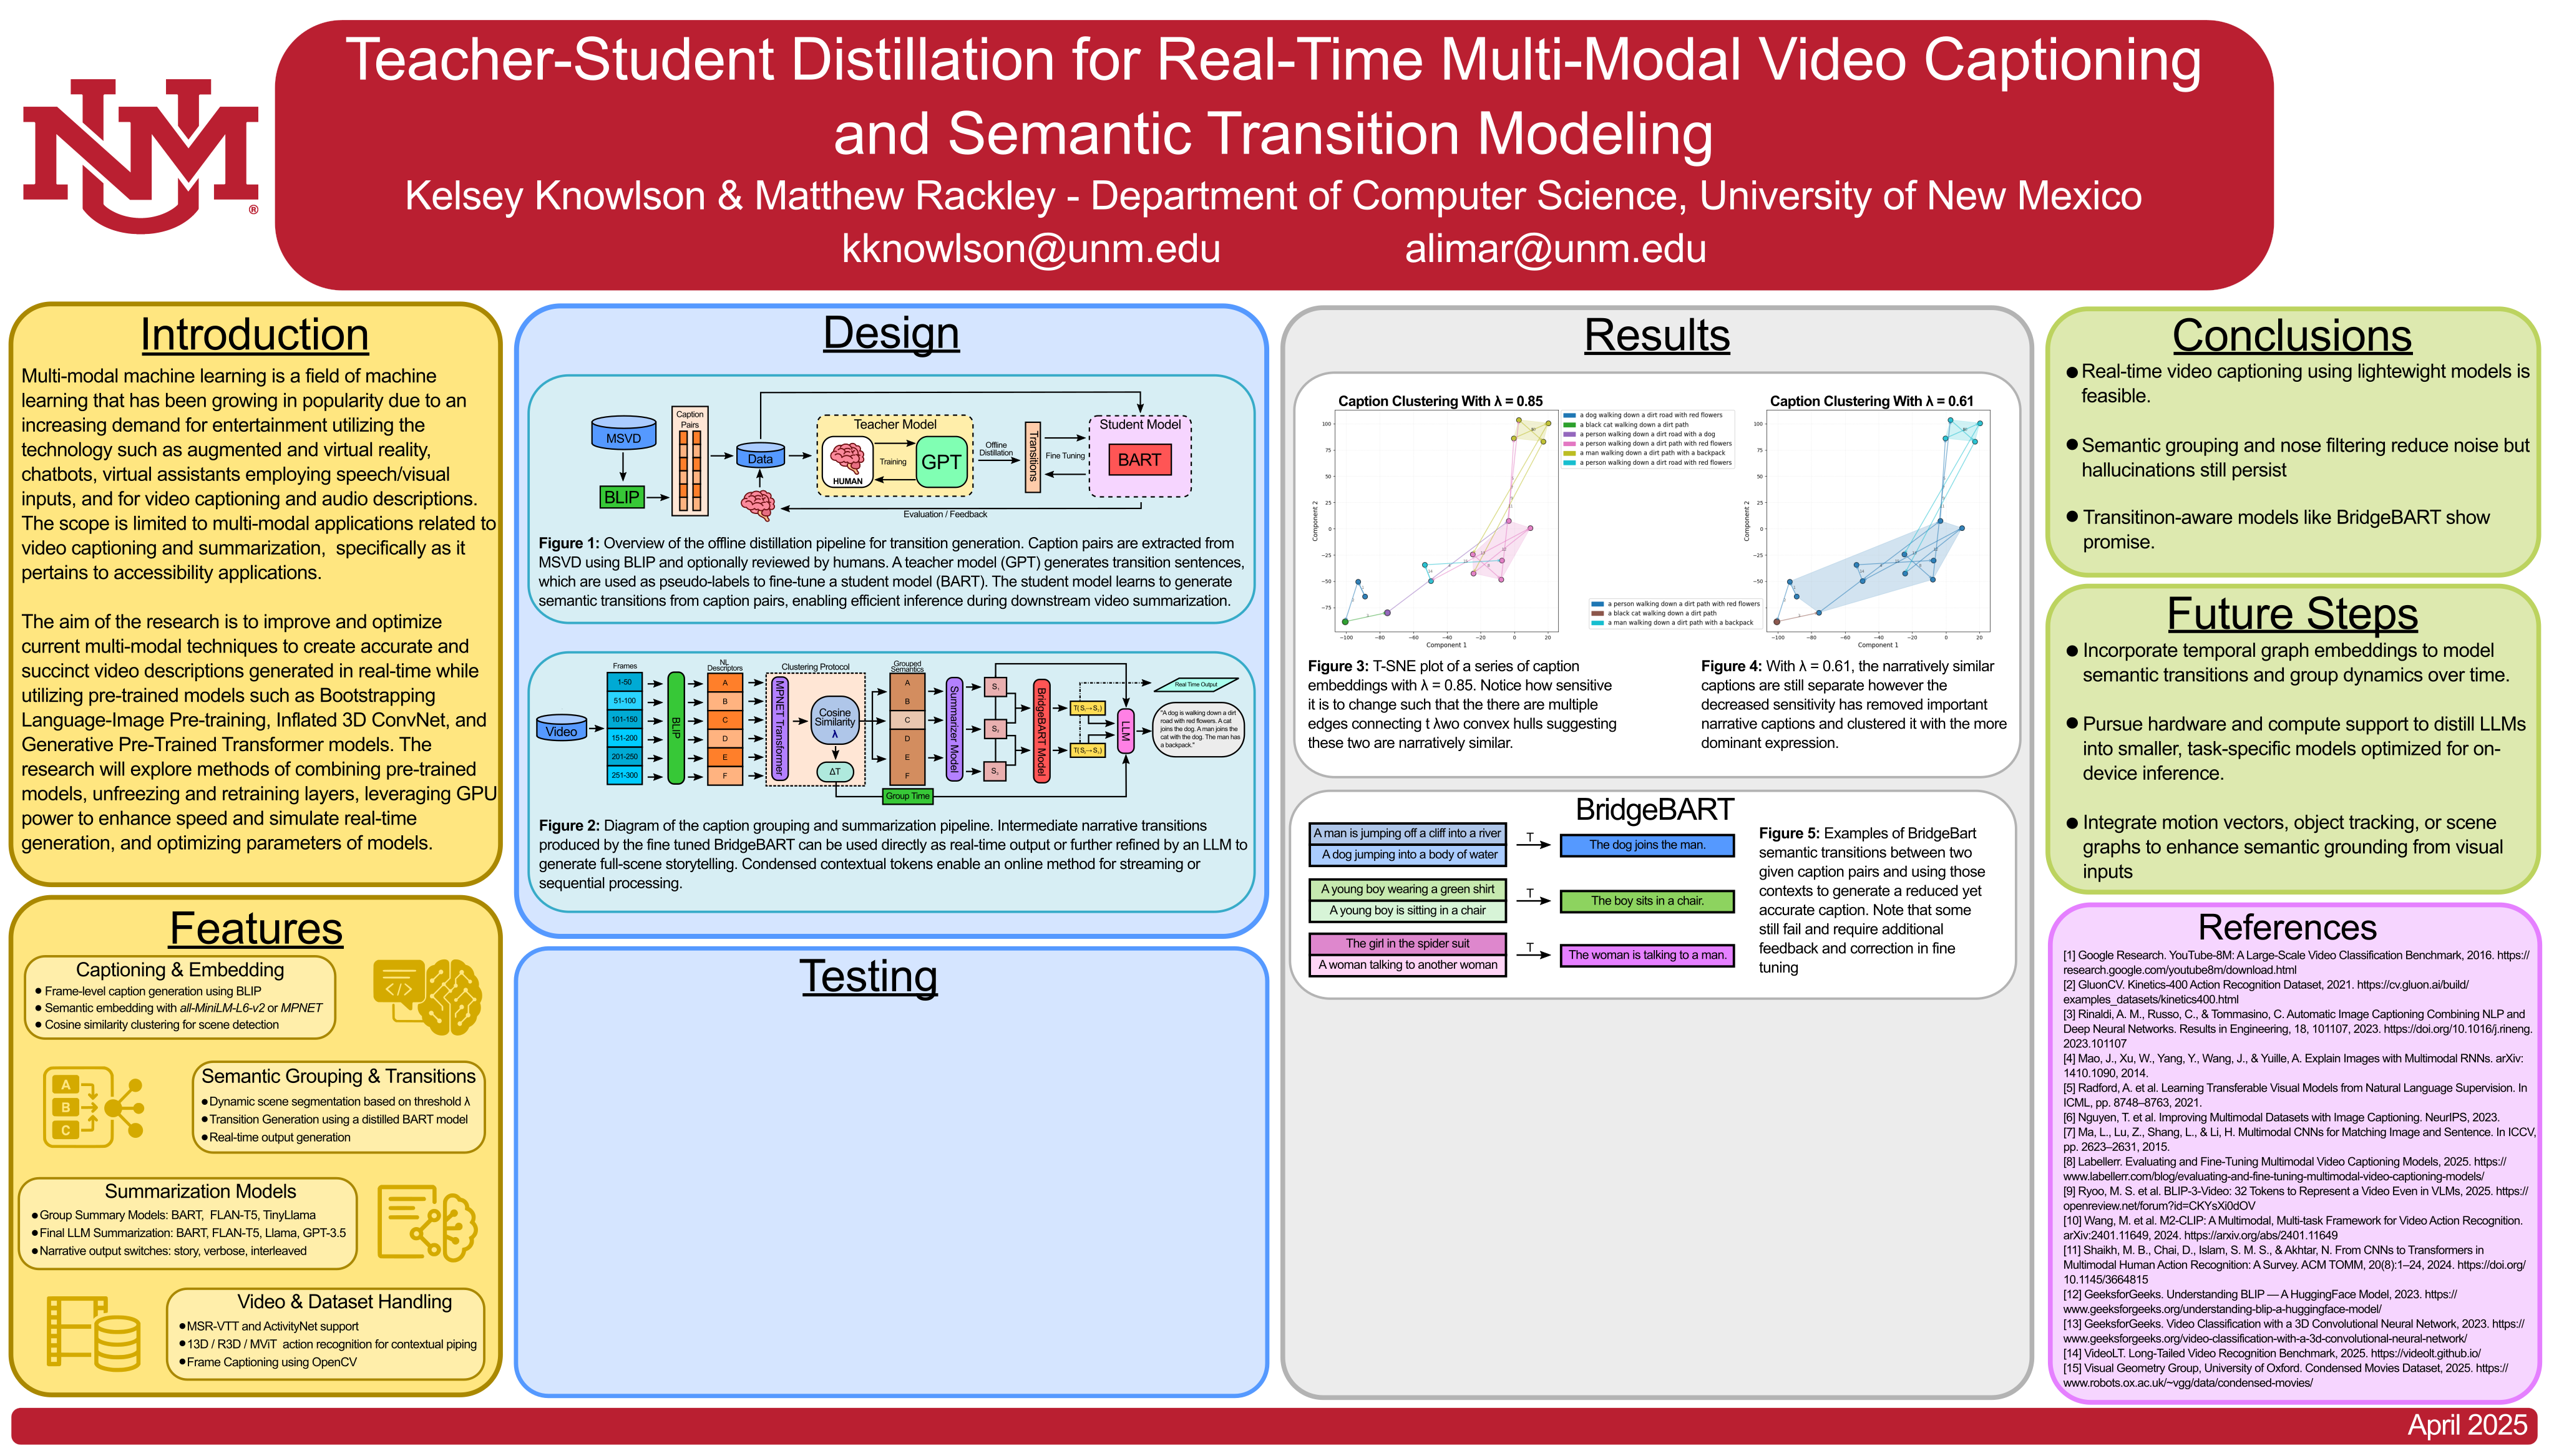 Teacher-Student Distillation for Real-Time Multi-Modal Video Captioning
and Semantic Transition Modeling
Kelsey Knowlson & Matthew Rackley - Department of Computer Science, University of New Mexico
kknowlson@unm.edu alimar@unm.edu
UNM ®
Introduction
Multi-modal machine learning is a field of machine
learning that has been growing in popularity due to an
increasing demand for entertainment utilizing the
technology such as augmented and virtual reality,
chatbots, virtual assistants employing speech/visual
inputs, and for video captioning and audio descriptions.
The scope is limited to multi-modal applications related to
video captioning and summarization, specifically as it
pertains to accessibility applications.
The aim of the research is to improve and optimize
current multi-modal techniques to create accurate and
succinct video descriptions generated in real-time while
utilizing pre-trained models such as Bootstrapping
Language-Image Pre-training, Inflated 3D ConvNet, and
Generative Pre-Trained Transformer models. The
research will explore methods of combining pre-trained
models, unfreezing and retraining layers, leveraging GPU
power to enhance speed and simulate real-time
generation, and optimizing parameters of models.
Features
Captioning & Embedding
● Frame-level caption generation using BLIP
● Semantic embedding with all-MiniLM-L6-v2 or MPNET
● Cosine similarity clustering for scene detection
</>
A
B
C
Semantic Grouping & Transitions
● Dynamic scene segmentation based on threshold λ
● Transition Generation using a distilled BART model
● Real-time output generation
Summarization Models
● Group Summary Models: BART, FLAN-T5, TinyLlama
● Final LLM Summarization: BART, FLAN-T5, Llama, GPT-3.5
● Narrative output switches: story, verbose, interleaved
Video & Dataset Handling
● MSR-VTT and ActivityNet support
● 13D / R3D / MViT action recognition for contextual piping
● Frame Captioning using OpenCV
Design
MSVD
BLIP
Caption
Pairs
Data
Teacher Model
HUMAN
Training
GPT
Offline
Distillation
Transitions
Fine Tuning
Student Model
BART
Evaluation / Feedback
Figure 1: Overview of the offline distillation pipeline for transition generation. Caption pairs are extracted from
MSVD using BLIP and optionally reviewed by humans. A teacher model (GPT) generates transition sentences,
which are used as pseudo-labels to fine-tune a student model (BART). The student model learns to generate
semantic transitions from caption pairs, enabling efficient inference during downstream video summarization.
Video
Frames
1-50
51-100
101-150
151-200
201-250
251-300
BLIP
NL
Descriptors
A
B
C
D
E
F
Clustering Protocol
MPNET Transformer
Cosine
Similarity
λ
ΔT
Grouped
Semantics
A
B
C
D
E
F
Group Time
Summarizer Model
BridgeBART Model
LLM
Real Time Output
"A dog is walking down a dirt
road with red flowers. A cat
joins the dog. A man joins the
cat with the dog. The man has
a backpack."
Figure 2: Diagram of the caption grouping and summarization pipeline. Intermediate narrative transitions
produced by the fine tuned BridgeBART can be used directly as real-time output or further refined by an LLM to
generate full-scene storytelling. Condensed contextual tokens enable an online method for streaming or
sequential processing.
Testing
Results
Caption Clustering With λ = 0.85
a dog walking down a dirt road with red flowers
a black cat walking down a dirt path
a person walking down a dirt road with a dog
a person walking down a dirt path with red flowers
a man walking down a dirt path with a backpack
a person walking down a dirt road with red flowers
Component 2
100
75
50
25
0
−25
−50
−75
−100 −80 −60 −40 −20 0 20
Component 1
Caption Clustering With λ = 0.61
a person walking down a dirt path with red flowers
a black cat walking down a dirt path
a man walking down a dirt path with a backpack
Component 2
100
75
50
25
0
−25
−50
−75
−100 −80 −60 −40 −20 0 20
Component 1
Figure 3: T-SNE plot of a series of caption
embeddings with λ = 0.85. Notice how sensitive
it is to change such that the there are multiple
edges connecting t λwo convex hulls suggesting
these two are narratively similar.
Figure 4: With λ = 0.61, the narratively similar
captions are still separate however the
decreased sensitivity has removed important
narrative captions and clustered it with the more
dominant expression.
BridgeBART
A man is jumping off a cliff into a river
A dog jumping into a body of water
T
The dog joins the man.
A young boy wearing a green shirt
A young boy is sitting in a chair
T
The boy sits in a chair.
The girl in the spider suit
A woman talking to another woman
T
The woman is talking to a man.
Figure 5: Examples of BridgeBart
semantic transitions between two
given caption pairs and using those
contexts to generate a reduced yet
accurate caption. Note that some
still fail and require additional
feedback and correction in fine
tuning
Conclusions
● Real-time video captioning using lightewight models is
feasible.
● Semantic grouping and nose filtering reduce noise but
hallucinations still persist
● Transitinon-aware models like BridgeBART show
promise.
Future Steps
● Incorporate temporal graph embeddings to model
semantic transitions and group dynamics over time.
● Pursue hardware and compute support to distill LLMs
into smaller, task-specific models optimized for on-
device inference.
● Integrate motion vectors, object tracking, or scene
graphs to enhance semantic grounding from visual
inputs
References
[1] Google Research. YouTube-8M: A Large-Scale Video Classification Benchmark, 2016. https://
research.google.com/youtube8m/download.html
[2] GluonCV. Kinetics-400 Action Recognition Dataset, 2021. https://cv.gluon.ai/build/
examples_datasets/kinetics400.html
[3] Rinaldi, A. M., Russo, C., & Tommasino, C. Automatic Image Captioning Combining NLP and
Deep Neural Networks. Results in Engineering, 18, 101107, 2023. https://doi.org/10.1016/j.rineng.
2023.101107
[4] Mao, J., Xu, W., Yang, Y., Wang, J., & Yuille, A. Explain Images with Multimodal RNNs. arXiv:
1410.1090, 2014.
[5] Radford, A. et al. Learning Transferable Visual Models from Natural Language Supervision. In
ICML, pp. 8748–8763, 2021.
[6] Nguyen, T. et al. Improving Multimodal Datasets with Image Captioning. NeurIPS, 2023.
[7] Ma, L., Lu, Z., Shang, L., & Li, H. Multimodal CNNs for Matching Image and Sentence. In ICCV,
pp. 2623–2631, 2015.
[8] Labellerr. Evaluating and Fine-Tuning Multimodal Video Captioning Models, 2025. https://
www.labellerr.com/blog/evaluating-and-fine-tuning-multimodal-video-captioning-models/
[9] Ryoo, M. S. et al. BLIP-3-Video: 32 Tokens to Represent a Video Even in VLMs, 2025. https://
openreview.net/forum?id=CKYsXi0dOV
[10] Wang, M. et al. M2-CLIP: A Multimodal, Multi-task Framework for Video Action Recognition.
arXiv:2401.11649, 2024. https://arxiv.org/abs/2401.11649
[11] Shaikh, M. B., Chai, D., Islam, S. M. S., & Akhtar, N. From CNNs to Transformers in
Multimodal Human Action Recognition: A Survey. ACM TOMM, 20(8):1–24, 2024. https://doi.org/
10.1145/3664815
[12] GeeksforGeeks. Understanding BLIP — A HuggingFace Model, 2023. https://
www.geeksforgeeks.org/understanding-blip-a-huggingface-model/
[13] GeeksforGeeks. Video Classification with a 3D Convolutional Neural Network, 2023. https://
www.geeksforgeeks.org/video-classification-with-a-3d-convolutional-neural-network/
[14] VideoLT. Long-Tailed Video Recognition Benchmark, 2025. https://videolt.github.io/
[15] Visual Geometry Group, University of Oxford. Condensed Movies Dataset, 2025. https://
www.robots.ox.ac.uk/~vgg/data/condensed-movies/
April 2025